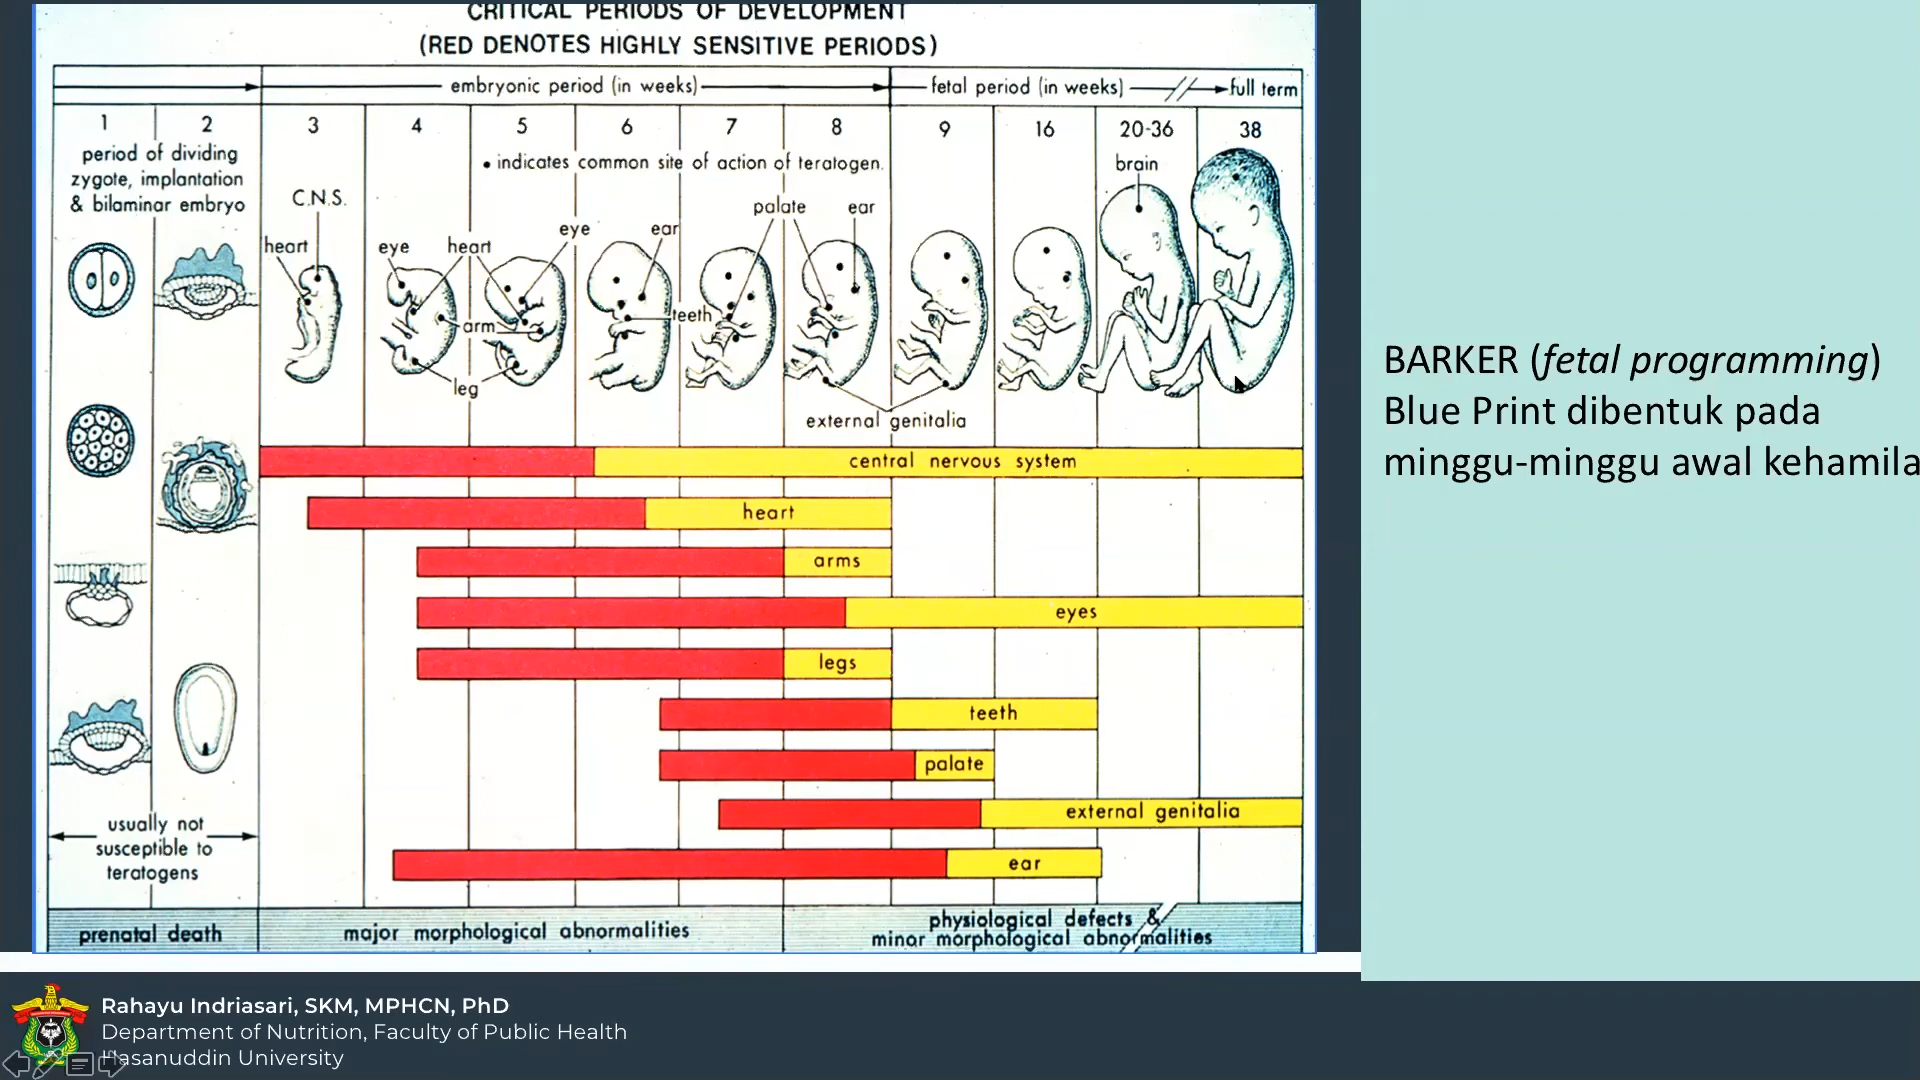 CRITICAL PERIODS OF DEVELOPMENT
(RED DENOTES HIGHLY SENSITIVE PERIODS)
embryonic period (in weeks)
fetal period (in weeks)
full term
1
2
3
4
5
6
7
8
9
16
20-36
38
period of dividing
zygote, implantation
& bilaminar embryo
• indicates common site of action of teratogen.
brain
C.N.S.
palate
ear
heart
eye
heart
eye
ear
arm
teeth
leg
external genitalia
central nervous system
heart
arms
eyes
legs
teeth
palate
external genitalia
ear
usually not
susceptible to
teratogens
prenatal death
major morphological abnormalities
physiological defects &
minor morphological abnormalities
BARKER (fetal programming)
Blue Print dibentuk pada
minggu-minggu awal kehamila
Rahayu Indriasari, SKM, MPHCN, PhD
Department of Nutrition, Faculty of Public Health
Hasanuddin University